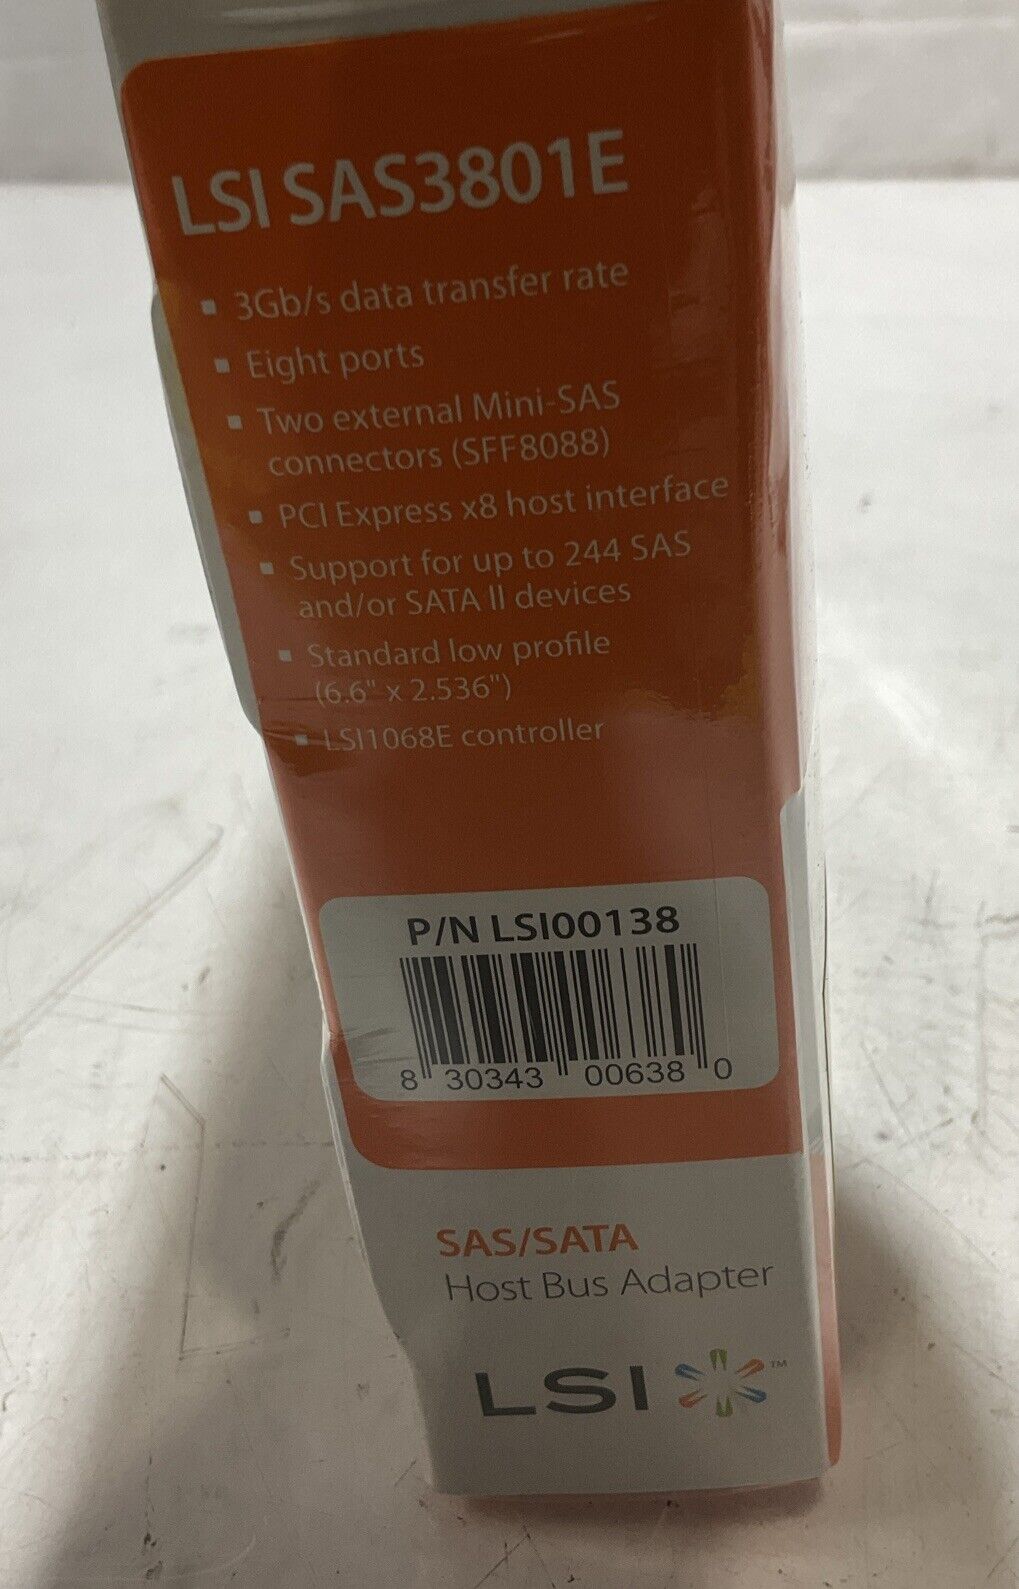 LSI SAS3801E
▪ 3Gb/s data transfer rate
▪ Eight ports
▪ Two external Mini-SAS
connectors (SFF8088)
▪ PCI Express x8 host interface
▪ Support for up to 244 SAS
and/or SATA II devices
▪ Standard low profile
(6.6" x 2.536")
▪ LSI1068E controller
P/N LSI00138
8 30343 00638 0
SAS/SATA
Host Bus Adapter
LSI ™